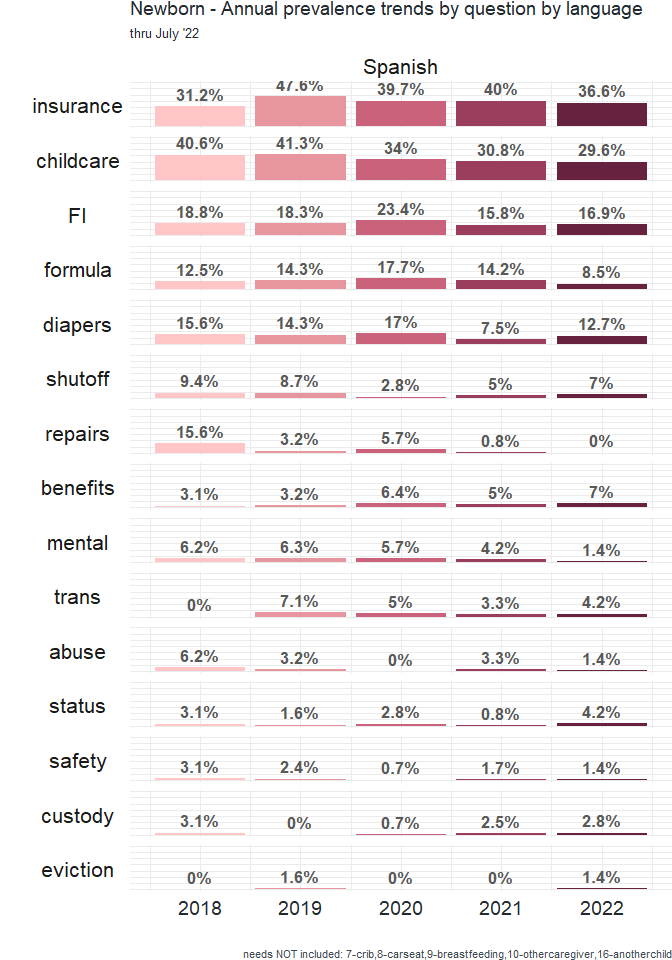 Newborn - Annual prevalence trends by question by language
thru July '22
Spanish
insurance 31.2% 47.6% 39.7% 40% 36.6%
childcare 40.6% 41.3% 34% 30.8% 29.6%
FI 18.8% 18.3% 23.4% 15.8% 16.9%
formula 12.5% 14.3% 17.7% 14.2% 8.5%
diapers 15.6% 14.3% 17% 7.5% 12.7%
shutoff 9.4% 8.7% 2.8% 5% 7%
repairs 15.6% 3.2% 5.7% 0.8% 0%
benefits 3.1% 3.2% 6.4% 5% 7%
mental 6.2% 6.3% 5.7% 4.2% 1.4%
trans 0% 7.1% 5% 3.3% 4.2%
abuse 6.2% 3.2% 0% 3.3% 1.4%
status 3.1% 1.6% 2.8% 0.8% 4.2%
safety 3.1% 2.4% 0.7% 1.7% 1.4%
custody 3.1% 0% 0.7% 2.5% 2.8%
eviction 0% 1.6% 0% 0% 1.4%
2018 2019 2020 2021 2022
needs NOT included: 7-crib,8-carseat,9-breastfeeding,10-othercaregiver,16-anotherchild